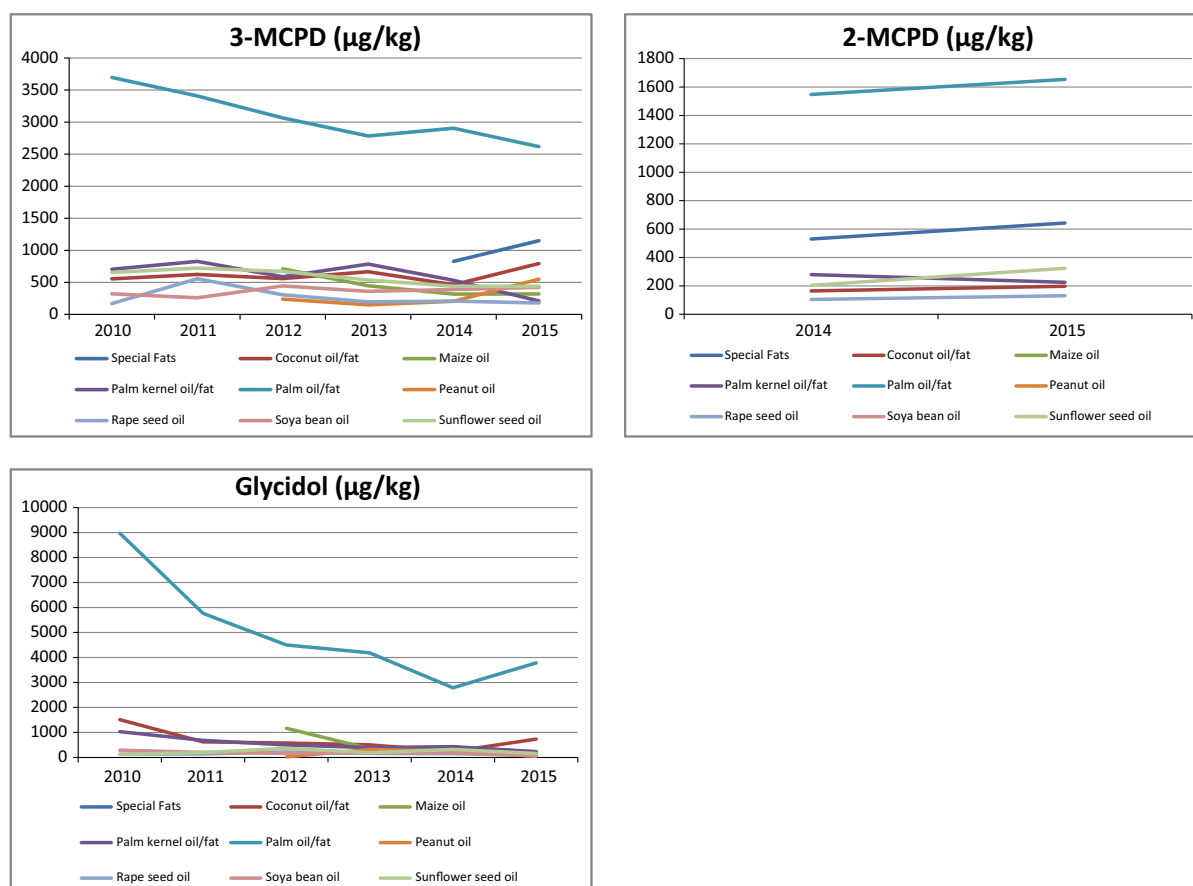 3-MCPD (µg/kg)
4000
3500
3000
2500
2000
1500
1000
500
0
2010 2011 2012 2013 2014 2015
Special Fats Coconut oil/fat Maize oil
Palm kernel oil/fat Palm oil/fat Peanut oil
Rape seed oil Soya bean oil Sunflower seed oil
2-MCPD (µg/kg)
1800
1600
1400
1200
1000
800
600
400
200
0
2014 2015
Special Fats Coconut oil/fat Maize oil
Palm kernel oil/fat Palm oil/fat Peanut oil
Rape seed oil Soya bean oil Sunflower seed oil
Glycidol (µg/kg)
10000
9000
8000
7000
6000
5000
4000
3000
2000
1000
0
2010 2011 2012 2013 2014 2015
Special Fats Coconut oil/fat Maize oil
Palm kernel oil/fat Palm oil/fat Peanut oil
Rape seed oil Soya bean oil Sunflower seed oil